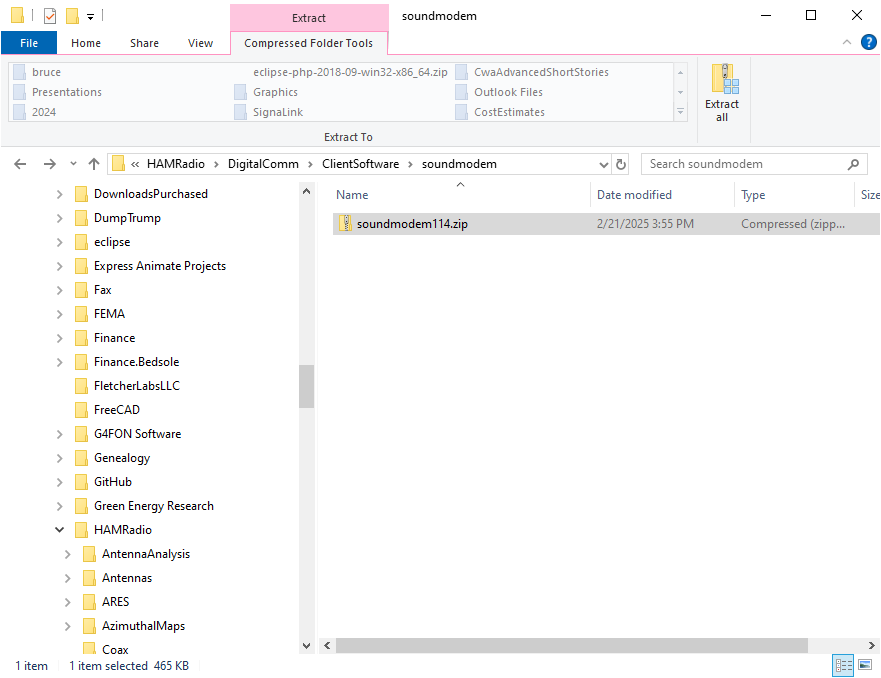 Extract
soundmodem
File
Home
Share
View
Compressed Folder Tools
bruce
eclipse-php-2018-09-win32-x86_64.zip
CwaAdvancedShortStories
Presentations
Graphics
Outlook Files
2024
SignaLink
CostEstimates
Extract all
Extract To
« HAMRadio > DigitalComm > ClientSoftware > soundmodem
Search soundmodem
Name
Date modified
Type
Size
soundmodem114.zip
2/21/2025 3:55 PM
Compressed (zipp...
DownloadsPurchased
DumpTrump
eclipse
Express Animate Projects
Fax
FEMA
Finance
Finance.Bedsole
FletcherLabsLLC
FreeCAD
G4FON Software
Genealogy
GitHub
Green Energy Research
HAMRadio
AntennaAnalysis
Antennas
ARES
AzimuthalMaps
Coax
1 item
1 item selected 465 KB